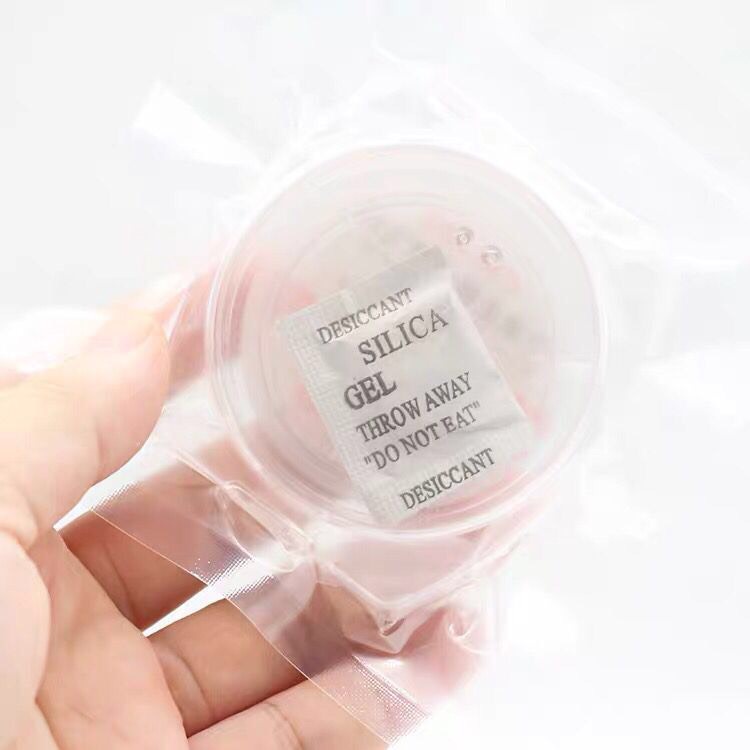 DESICCANT
SILICA
GEL
THROW AWAY
"DO NOT EAT"
DESICCANT